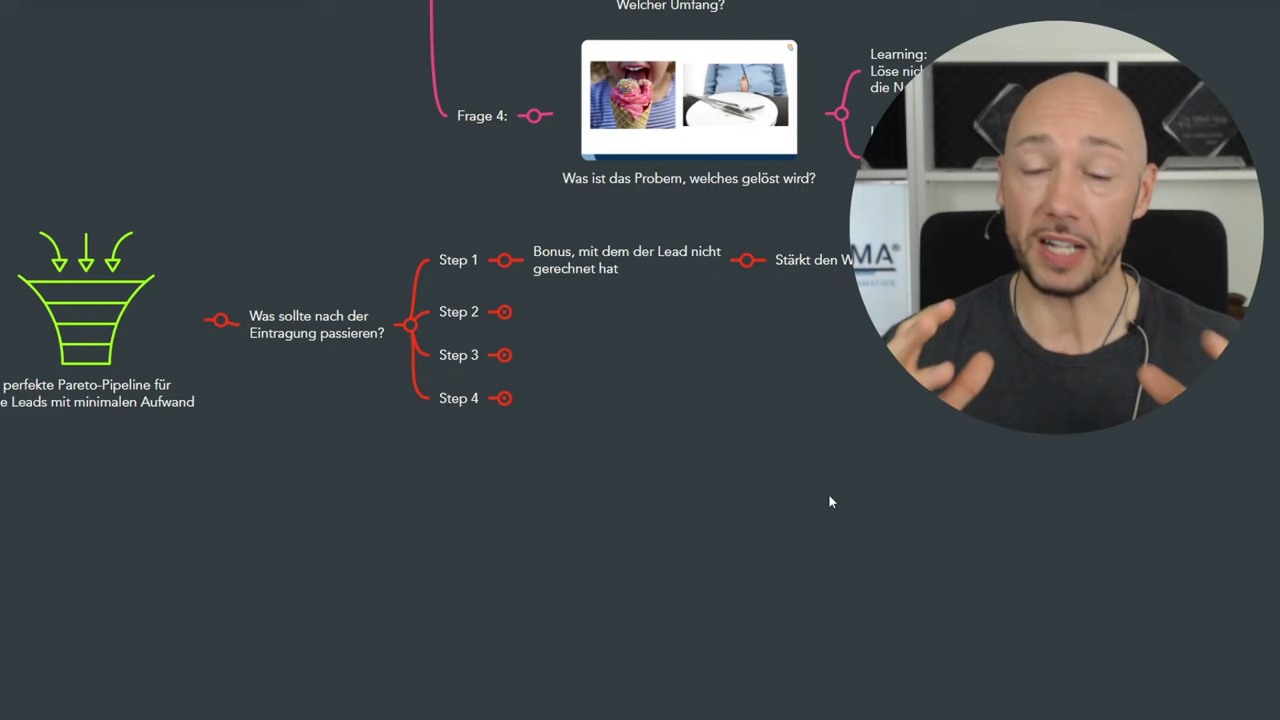 Welcher Umfang?
Learning:
Löse
die
Frage 4:
Was ist das Probem, welches gelöst wird?
Step 1
Bonus, mit dem der Lead nicht
gerechnet hat
Stärkt den
Step 2
Was sollte nach der
Eintragung passieren?
Step 3
Step 4
perfekte Pareto-Pipeline für
Leads mit minimalen Aufwand
MA®